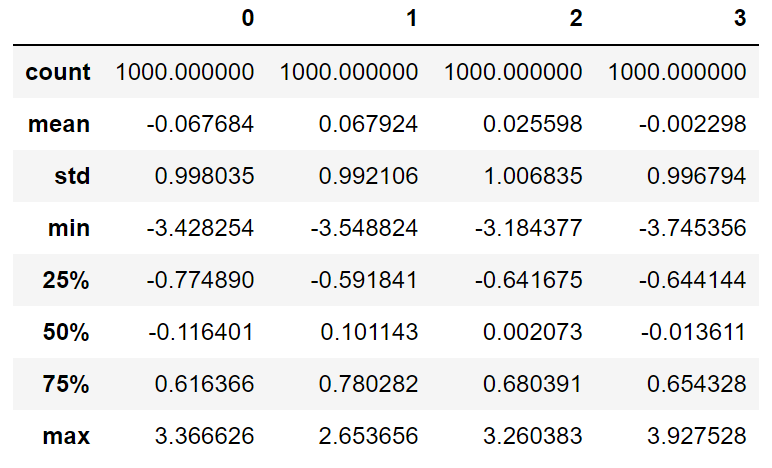 0 1 2 3
count 1000.000000 1000.000000 1000.000000 1000.000000
mean -0.067684 0.067924 0.025598 -0.002298
std 0.998035 0.992106 1.006835 0.996794
min -3.428254 -3.548824 -3.184377 -3.745356
25% -0.774890 -0.591841 -0.641675 -0.644144
50% -0.116401 0.101143 0.002073 -0.013611
75% 0.616366 0.780282 0.680391 0.654328
max 3.366626 2.653656 3.260383 3.927528